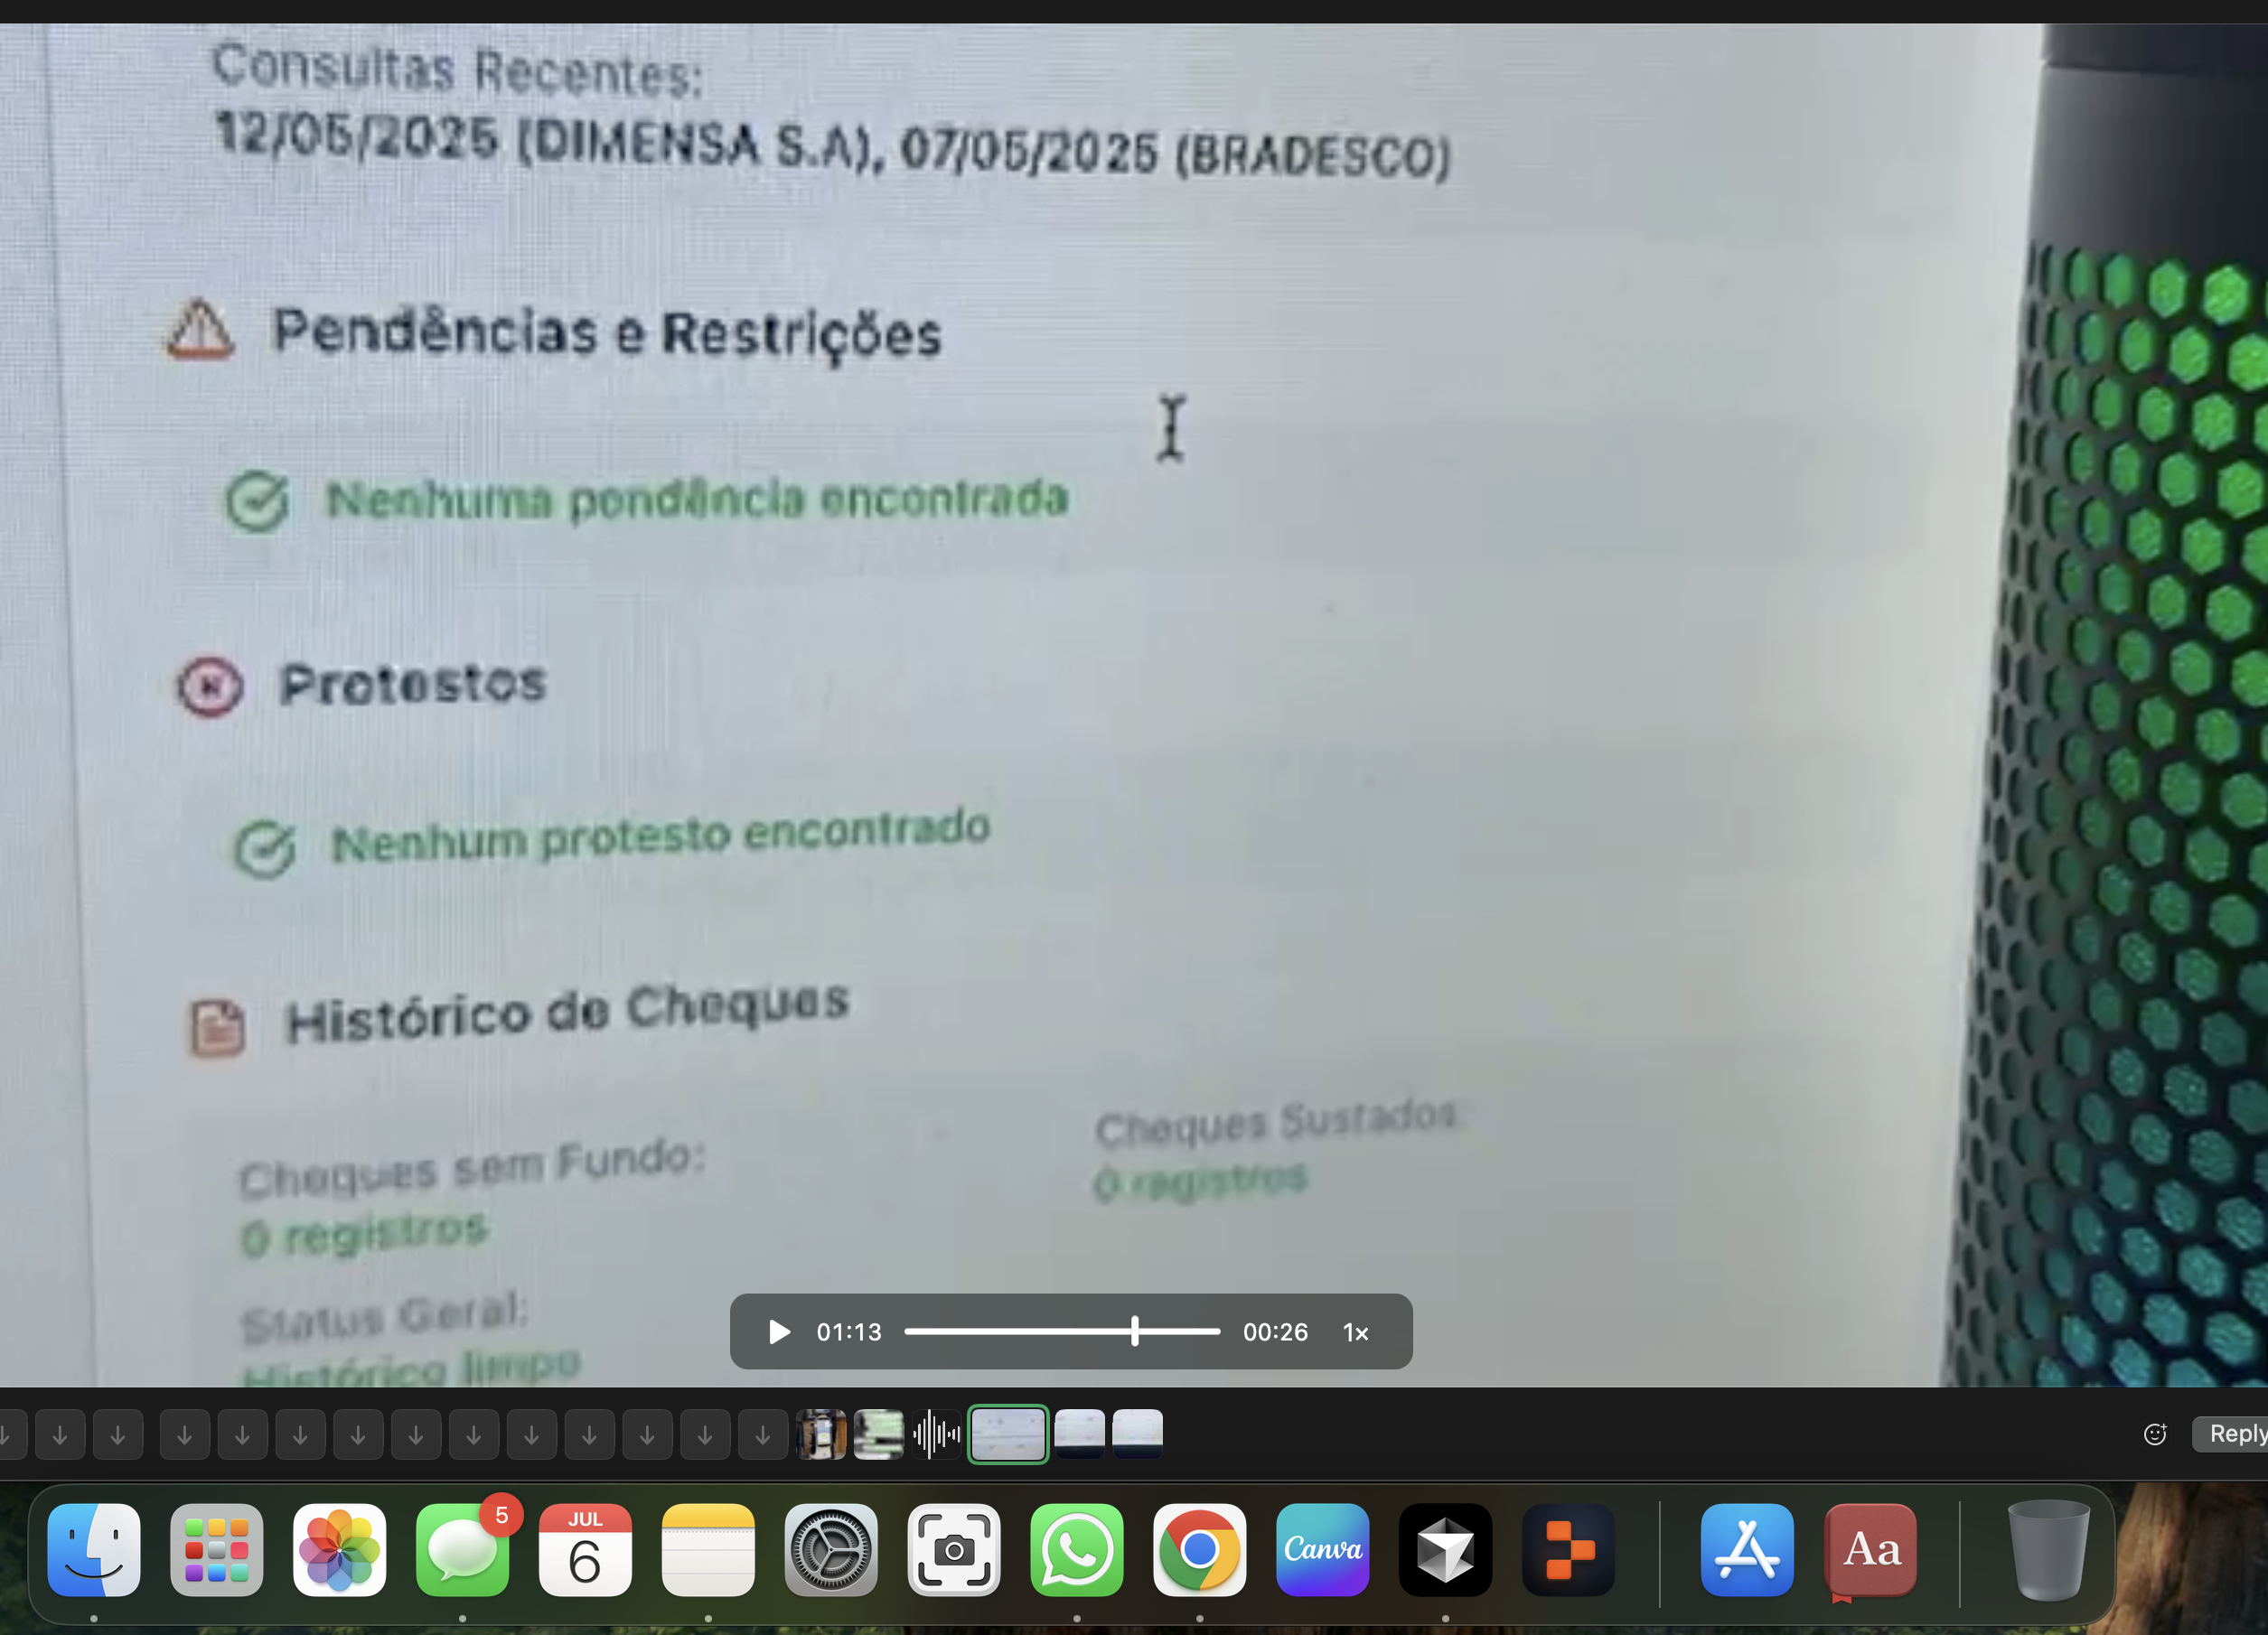 Consultas Recentes:
12/05/2025 (DIMENSA S.A), 07/05/2025 (BRADESCO)
Pendências e Restrições
Nenhuma pendência encontrada
Protestos
Nenhum protesto encontrado
Histórico de Cheques
Cheques sem Fundo:
0 registros
Cheques Sustados:
0 registros
Status Geral:
Histórico limpo
01:13
00:26
1×
Reply
5
JUL
6
Canva
Aa